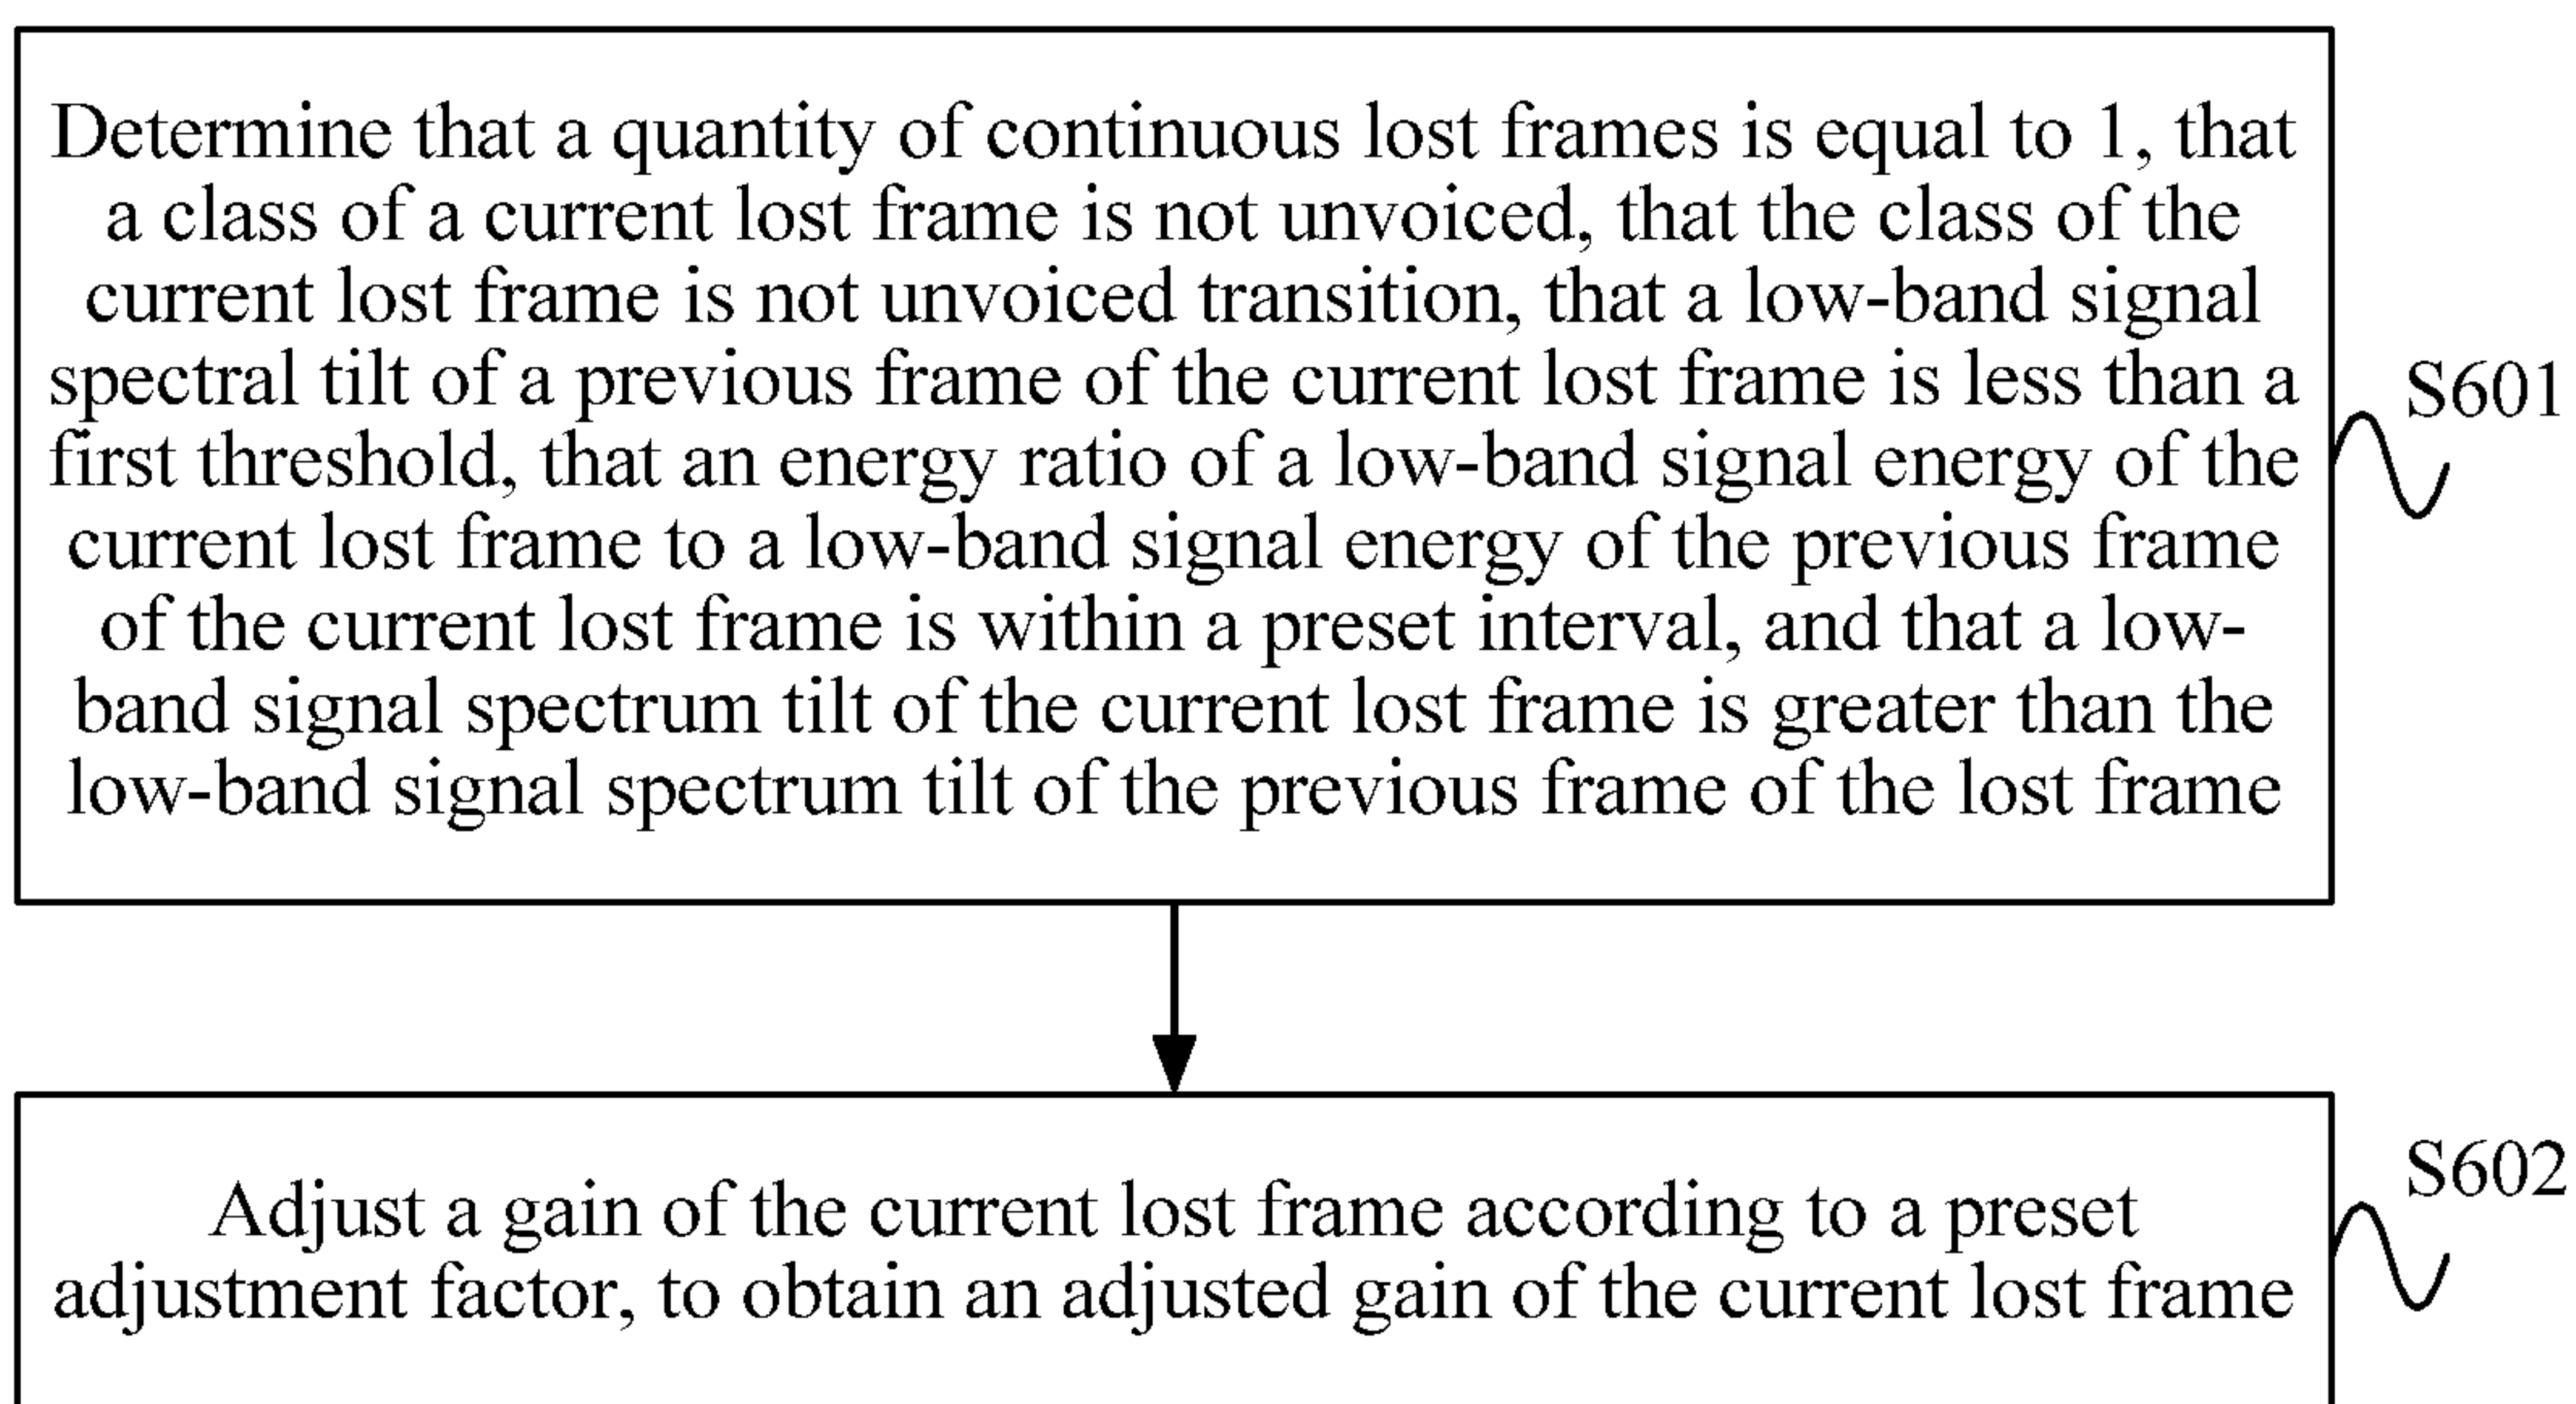 Determine that a quantity of continuous lost frames is equal to 1, that
a class of a current lost frame is not unvoiced, that the class of the
current lost frame is not unvoiced transition, that a low-band signal
spectral tilt of a previous frame of the current lost frame is less than a
first threshold, that an energy ratio of a low-band signal energy of the
current lost frame to a low-band signal energy of the previous frame
of the current lost frame is within a preset interval, and that a low-
band signal spectrum tilt of the current lost frame is greater than the
low-band signal spectrum tilt of the previous frame of the lost frame
S601
Adjust a gain of the current lost frame according to a preset
adjustment factor, to obtain an adjusted gain of the current lost frame
S602